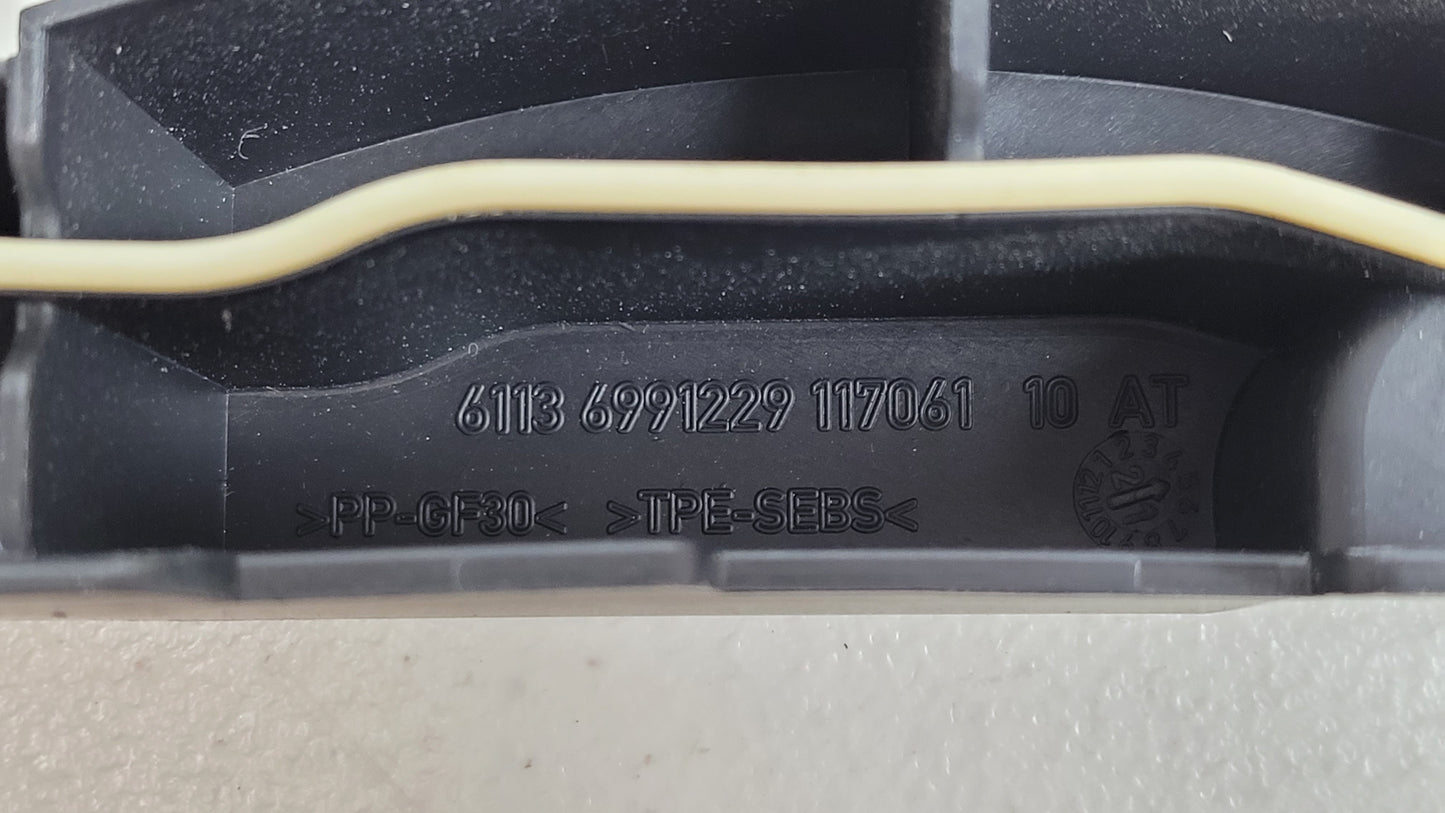 6113 6991229 117061 10 AT
>PP-GF30< >TPE-SEBS<